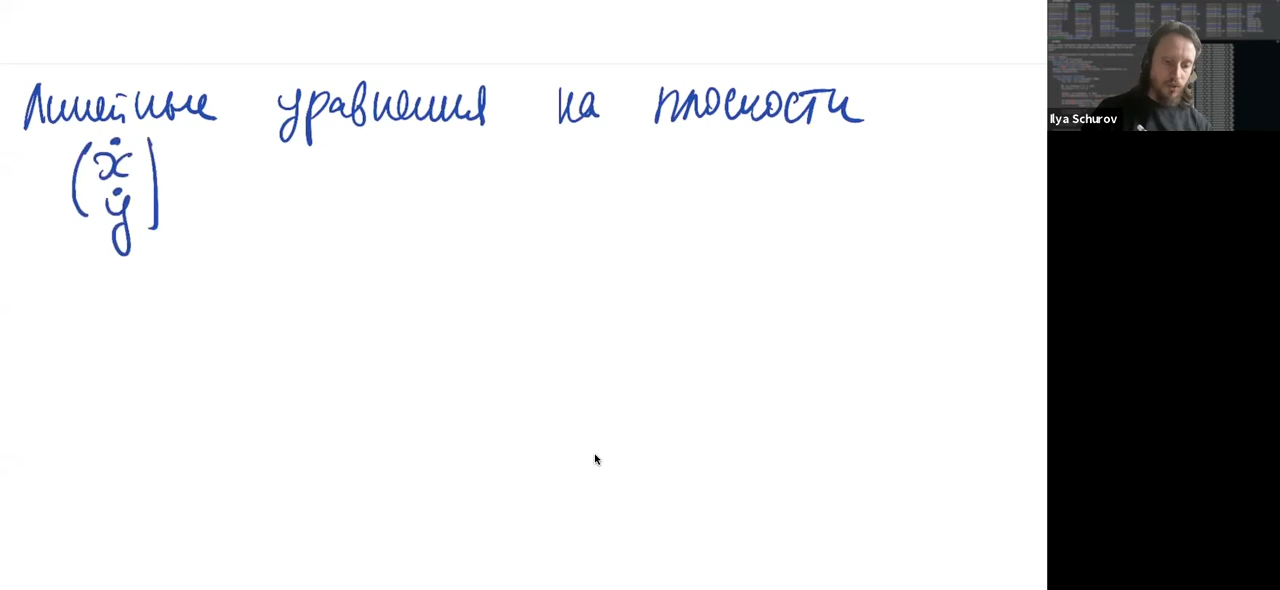 Линейные уравнения на плоскости
(ẋ
ẏ)
Ilya Schurov